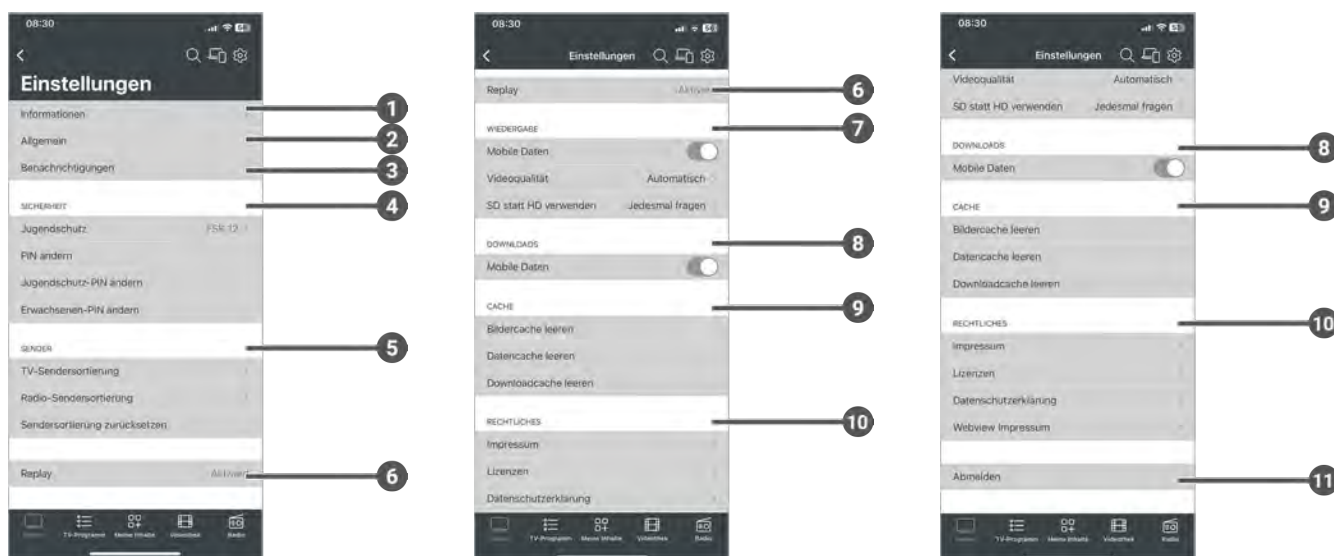 08:30
Einstellungen
Informationen
1
Allgemein
2
Benachrichtigungen
3
SICHERHEIT
4
Jugendschutz FSK 12
PIN ändern
Jugendschutz-PIN ändern
Erwachsenen-PIN ändern
SENDER
5
TV-Sendersortierung
Radio-Sendersortierung
Sendersortierung zurücksetzen
Replay Aktiviert
6
TV-Programm Meine Inhalte Videothek Radio
08:30
Einstellungen
Replay
6
WIEDERGABE
7
Mobile Daten
Videoqualität Automatisch
SD statt HD verwenden Jedesmal fragen
DOWNLOADS
8
Mobile Daten
CACHE
9
Bildercache leeren
Datencache leeren
Downloadcache leeren
RECHTLICHES
10
Impressum
Lizenzen
Datenschutzerklärung
TV-Programm Meine Inhalte Videothek Radio
08:30
Einstellungen
Videoqualität Automatisch
SD statt HD verwenden Jedesmal fragen
DOWNLOADS
8
Mobile Daten
CACHE
9
Bildercache leeren
Datencache leeren
Downloadcache leeren
RECHTLICHES
10
Impressum
Lizenzen
Datenschutzerklärung
Webview Impressum
Abmelden
11
TV-Programm Meine Inhalte Videothek Radio